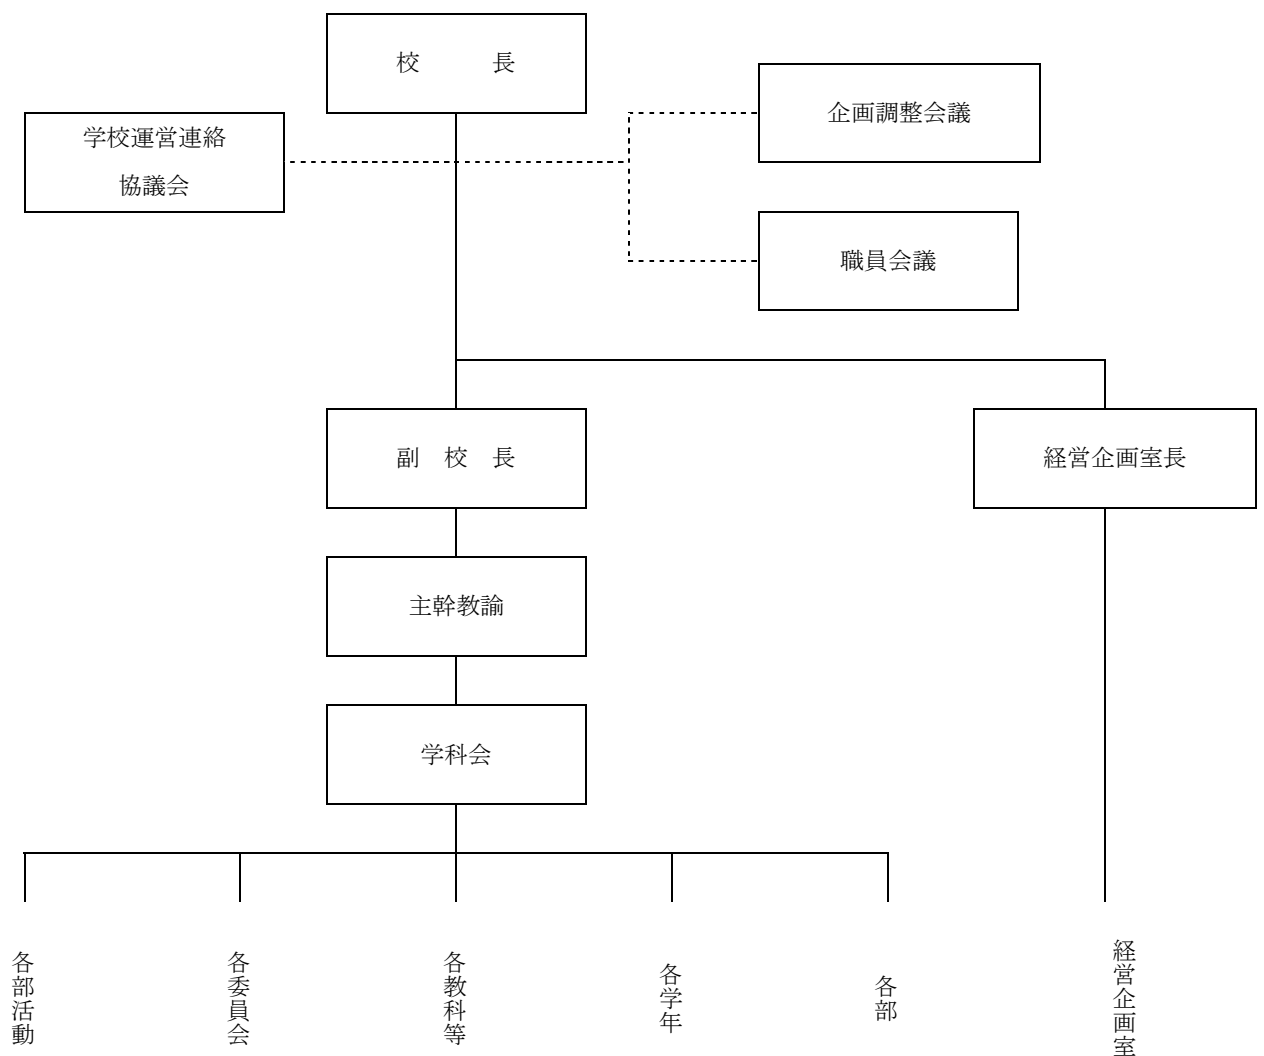 校　　　長
企画調整会議
学校運営連絡
協議会
職員会議
副　校　長
経営企画室長
主幹教諭
学科会
各部活動
各委員会
各教科等
各学年
各部
経営企画室